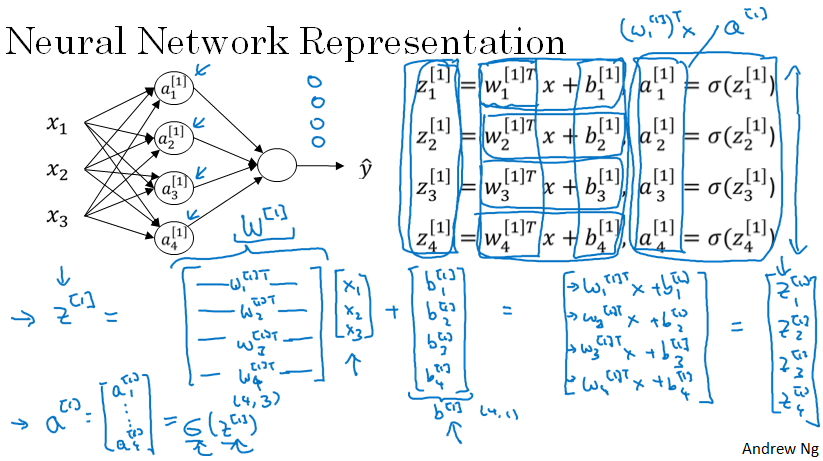 Neural Network Representation
(w₁^[1])ᵀ x a^[1]
x₁
x₂
x₃
a₁^[1]
a₂^[1]
a₃^[1]
a₄^[1]
ŷ
z₁^[1] = w₁^[1]T x + b₁^[1], a₁^[1] = σ(z₁^[1])
z₂^[1] = w₂^[1]T x + b₂^[1], a₂^[1] = σ(z₂^[1])
z₃^[1] = w₃^[1]T x + b₃^[1], a₃^[1] = σ(z₃^[1])
z₄^[1] = w₄^[1]T x + b₄^[1], a₄^[1] = σ(z₄^[1])
W^[1]
→ z^[1] = [ — w₁^[1]T — ; — w₂^[1]T — ; — w₃^[1]T — ; — w₄^[1]T — ] [ x₁ ; x₂ ; x₃ ] + [ b₁^[1] ; b₂^[1] ; b₃^[1] ; b₄^[1] ] = [ → w₁^[1]T x + b₁^[1] ; → w₂^[1]T x + b₂^[1] ; → w₃^[1]T x + b₃^[1] ; → w₄^[1]T x + b₄^[1] ] = [ z₁^[1] ; z₂^[1] ; z₃^[1] ; z₄^[1] ]
(4,3)
b^[1] (4,1)
→ a^[1] = [ a₁^[1] ; ⋮ ; a₄^[1] ] = σ(z^[1])
Andrew Ng